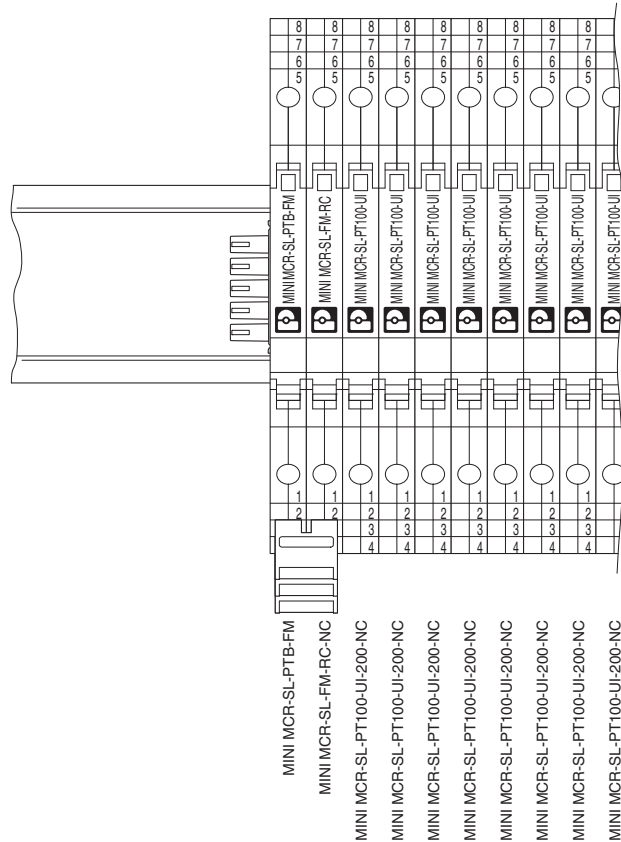 8 8 8 8 8 8 8 8 8
7 7 7 7 7 7 7 7 7
6 6 6 6 6 6 6 6 6
5 5 5 5 5 5 5 5 5
MINI MCR-SL-PTB-FM
MINI MCR-SL-FM-RC
MINI MCR-SL-PT100-UI
MINI MCR-SL-PT100-UI
MINI MCR-SL-PT100-UI
MINI MCR-SL-PT100-UI
MINI MCR-SL-PT100-UI
MINI MCR-SL-PT100-UI
MINI MCR-SL-PT100-UI
MINI MCR-SL-PT100-UI
1 1 1 1 1 1 1 1 1
2 2 2 2 2 2 2 2 2
3 3 3 3 3 3 3
4 4 4 4 4 4 4
MINI MCR-SL-PTB-FM
MINI MCR-SL-FM-RC-NC
MINI MCR-SL-PT100-UI-200-NC
MINI MCR-SL-PT100-UI-200-NC
MINI MCR-SL-PT100-UI-200-NC
MINI MCR-SL-PT100-UI-200-NC
MINI MCR-SL-PT100-UI-200-NC
MINI MCR-SL-PT100-UI-200-NC
MINI MCR-SL-PT100-UI-200-NC
MINI MCR-SL-PT100-UI-200-NC